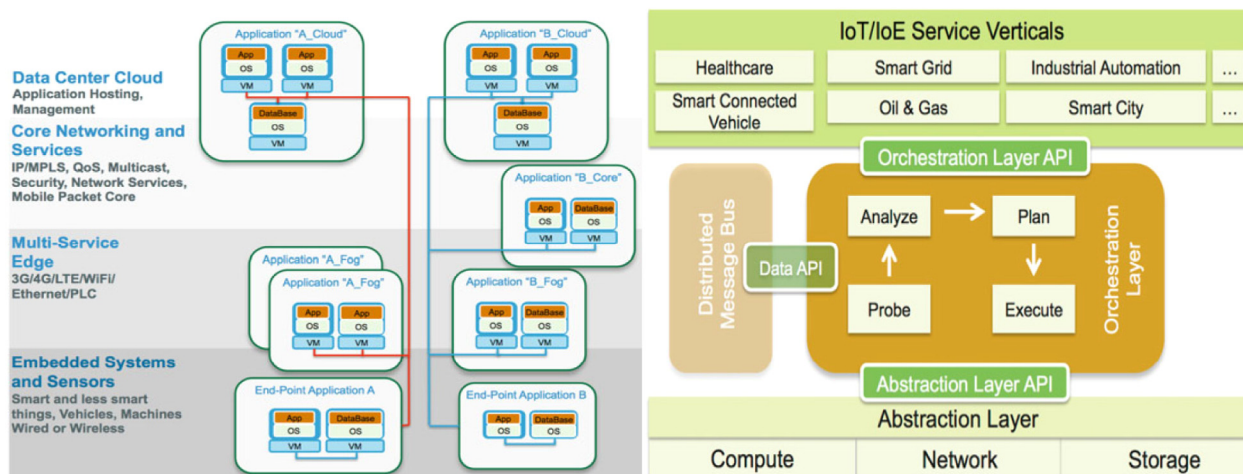 Application "A_Cloud"
App
OS
VM
App
OS
VM
DataBase
OS
VM
Application "B_Cloud"
App
OS
VM
App
OS
VM
DataBase
OS
VM
Data Center Cloud
Application Hosting,
Management
Core Networking and
Services
IP/MPLS, QoS, Multicast,
Security, Network Services,
Mobile Packet Core
Application "B_Core"
App
OS
VM
DataBase
OS
VM
Multi-Service
Edge
3G/4G/LTE/WiFi/
Ethernet/PLC
Application "A_Fog"
Application "A_Fog"
App
OS
VM
App
OS
VM
Application "B_Fog"
App
OS
VM
DataBase
OS
VM
Embedded Systems
and Sensors
Smart and less smart
things, Vehicles, Machines
Wired or Wireless
End-Point Application A
App
OS
VM
DataBase
OS
VM
End-Point Application B
App
OS
DataBase
OS
IoT/IoE Service Verticals
Healthcare
Smart Grid
Industrial Automation
...
Smart Connected
Vehicle
Oil & Gas
Smart City
...
Orchestration Layer API
Distributed
Message Bus
Data API
Analyze
Plan
Probe
Execute
Orchestration
Layer
Abstraction Layer API
Abstraction Layer
Compute
Network
Storage